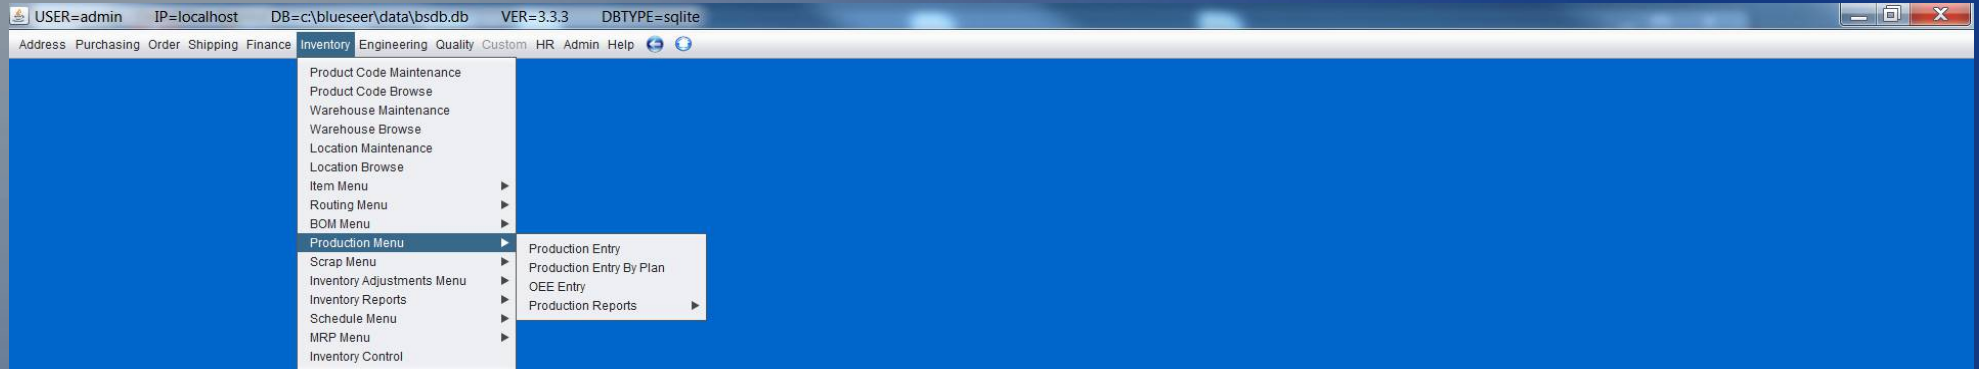 USER=admin IP=localhost DB=c:\blueseer\data\bsdb.db VER=3.3.3 DBTYPE=sqlite
Address Purchasing Order Shipping Finance Inventory Engineering Quality Custom HR Admin Help
Product Code Maintenance
Product Code Browse
Warehouse Maintenance
Warehouse Browse
Location Maintenance
Location Browse
Item Menu
Routing Menu
BOM Menu
Production Menu
Scrap Menu
Inventory Adjustments Menu
Inventory Reports
Schedule Menu
MRP Menu
Inventory Control
Production Entry
Production Entry By Plan
OEE Entry
Production Reports